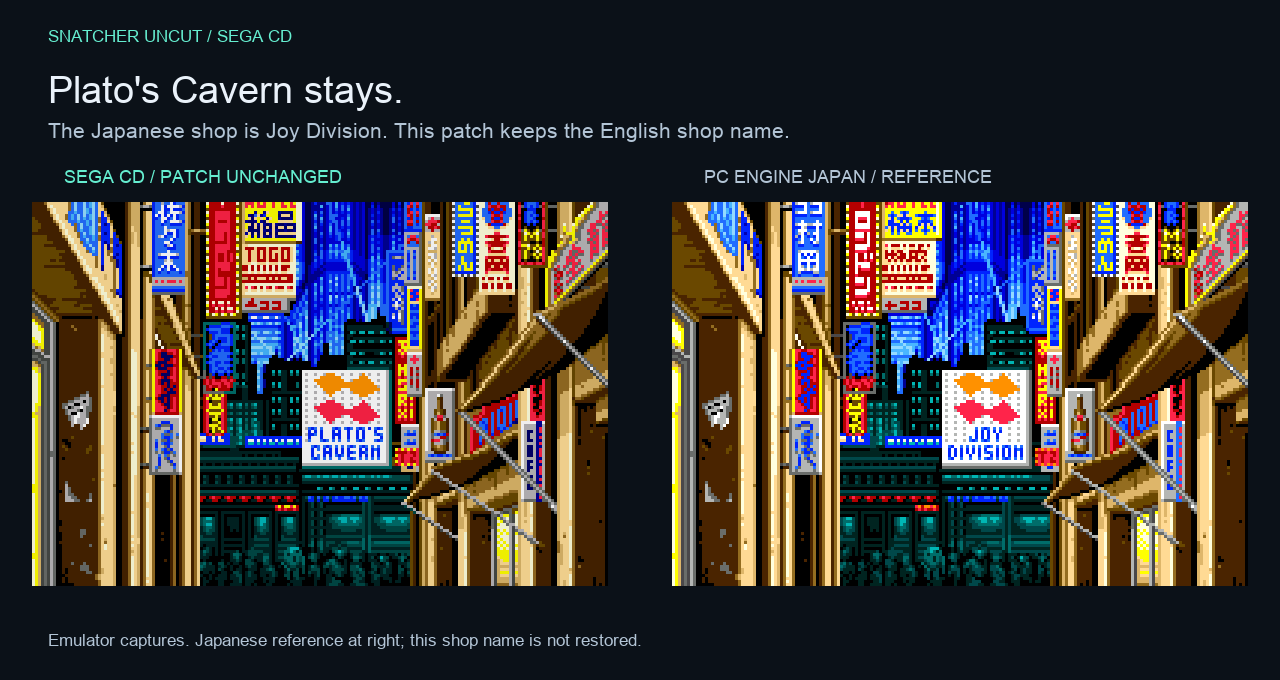 SNATCHER UNCUT / SEGA CD
Plato's Cavern stays.
The Japanese shop is Joy Division. This patch keeps the English shop name.
SEGA CD / PATCH UNCHANGED
PC ENGINE JAPAN / REFERENCE
佐々木
TOGO
PLATO'S
CAVERN
村田
JOY
DIVISION
Emulator captures. Japanese reference at right; this shop name is not restored.